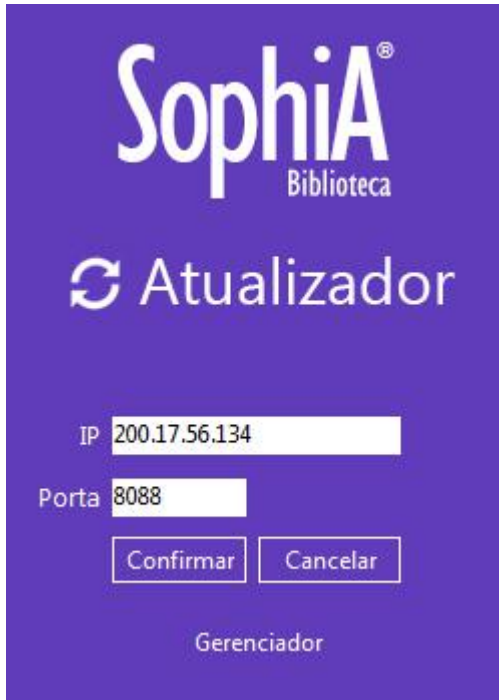 SophiA®
Biblioteca
Atualizador
IP 200.17.56.134
Porta 8088
Confirmar Cancelar
Gerenciador